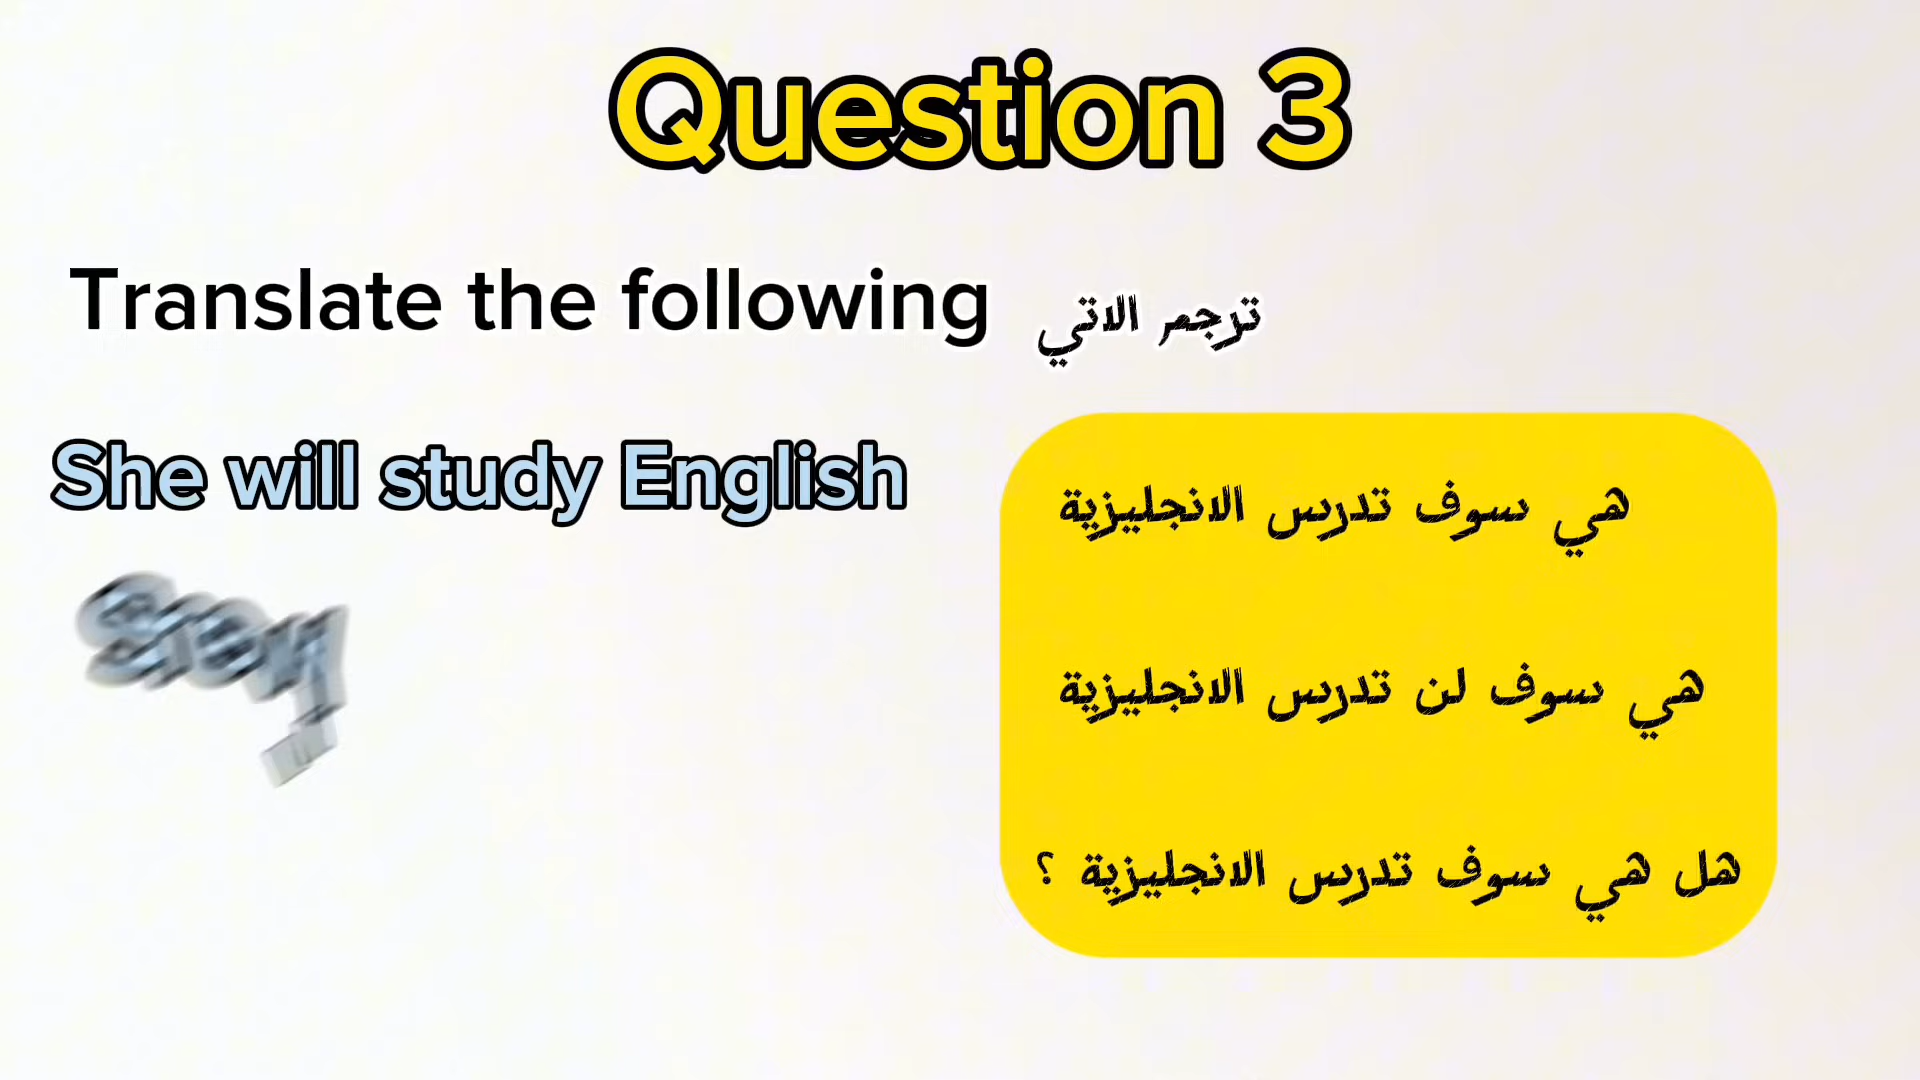 Question 3
Translate the following ترجم الاتي
She will study English
هي سوف تدرس الانجليزية
هي سوف لن تدرس الانجليزية
هل هي سوف تدرس الانجليزية ؟